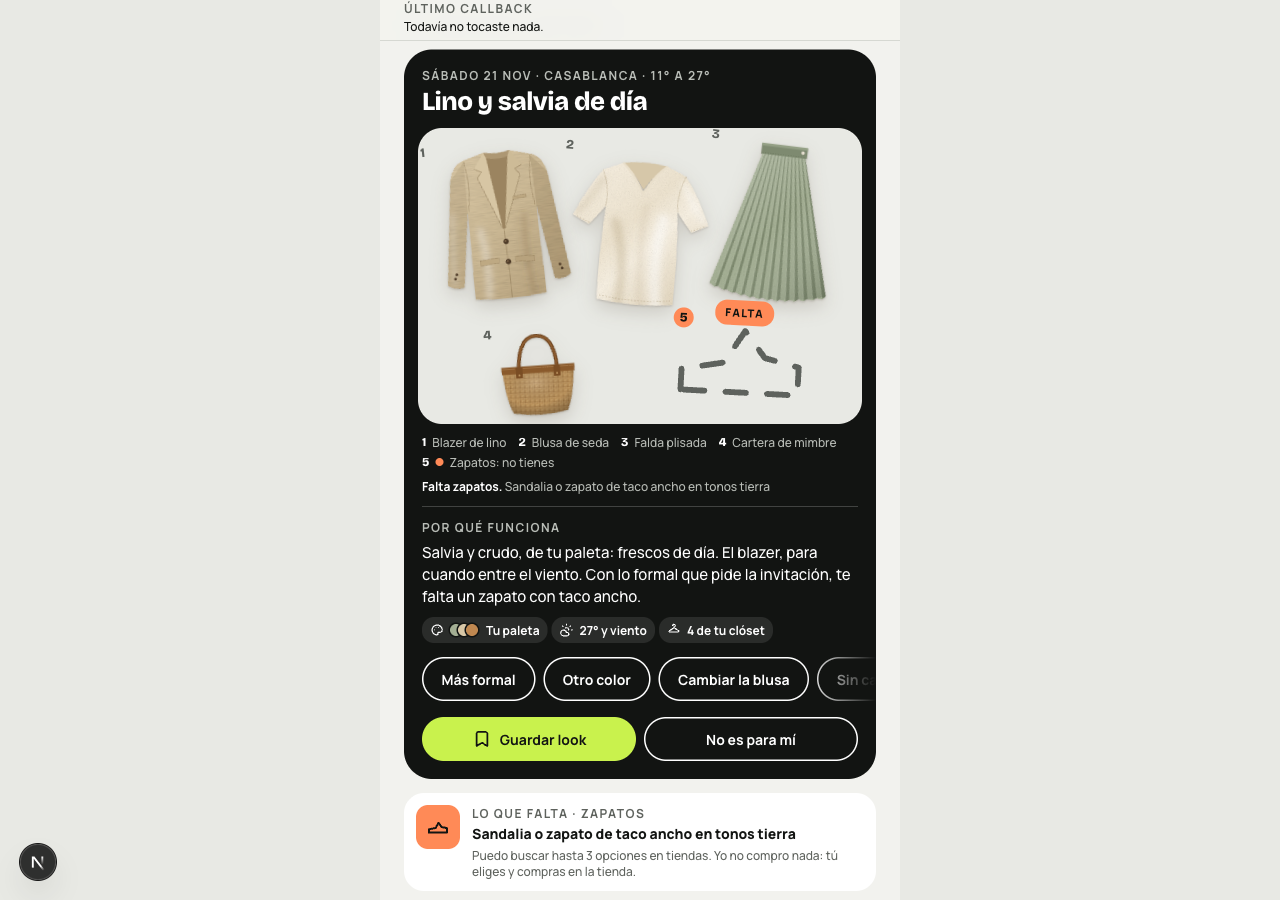 ÚLTIMO CALLBACK
Todavía no tocaste nada.
SÁBADO 21 NOV · CASABLANCA · 11° A 27°
Lino y salvia de día
1
2
3
4
5
FALTA
1 Blazer de lino 2 Blusa de seda 3 Falda plisada 4 Cartera de mimbre
5 Zapatos: no tienes
Falta zapatos. Sandalia o zapato de taco ancho en tonos tierra
POR QUÉ FUNCIONA
Salvia y crudo, de tu paleta: frescos de día. El blazer, para
cuando entre el viento. Con lo formal que pide la invitación, te
falta un zapato con taco ancho.
Tu paleta 27° y viento 4 de tu clóset
Más formal Otro color Cambiar la blusa Sin
Guardar look No es para mí
LO QUE FALTA · ZAPATOS
Sandalia o zapato de taco ancho en tonos tierra
Puedo buscar hasta 3 opciones en tiendas. Yo no compro nada: tú
eliges y compras en la tienda.
N